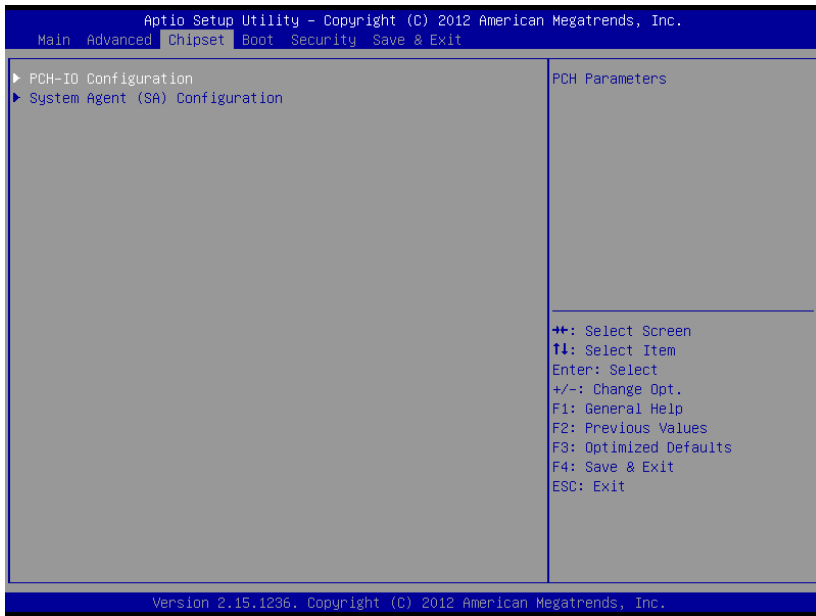 Aptio Setup Utility – Copyright (C) 2012 American Megatrends, Inc.
Main Advanced Chipset Boot Security Save & Exit
▶ PCH-IO Configuration
▶ System Agent (SA) Configuration
PCH Parameters
→←: Select Screen
↑↓: Select Item
Enter: Select
+/-: Change Opt.
F1: General Help
F2: Previous Values
F3: Optimized Defaults
F4: Save & Exit
ESC: Exit
Version 2.15.1236. Copyright (C) 2012 American Megatrends, Inc.